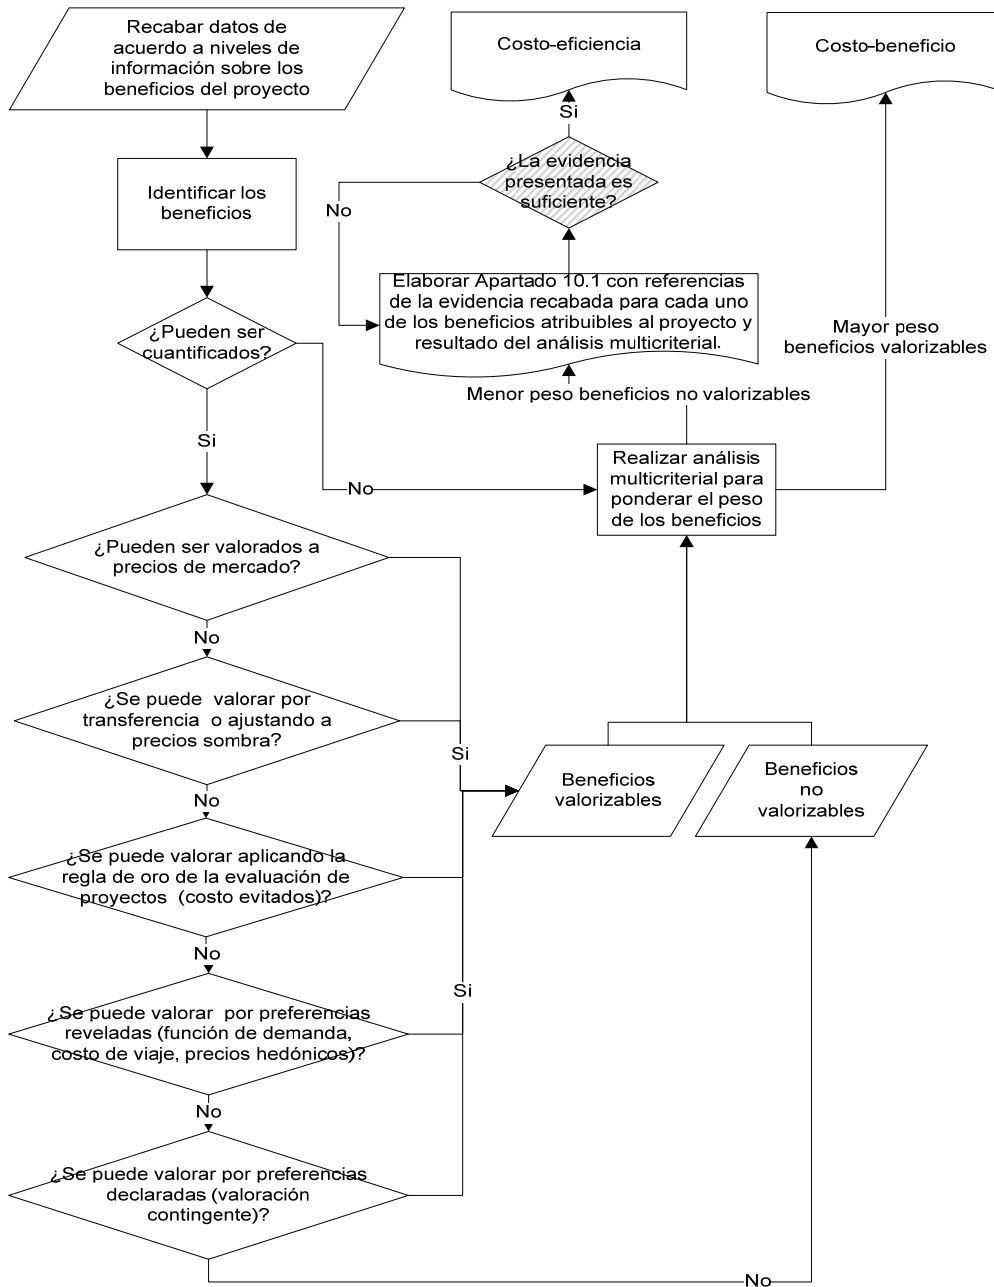 Recabar datos de
acuerdo a niveles de
información sobre los
beneficios del proyecto
Costo-eficiencia
Costo-beneficio
Si
¿La evidencia
presentada es
suficiente?
No
Identificar los
beneficios
Elaborar Apartado 10.1 con referencias
de la evidencia recabada para cada uno
de los beneficios atribuibles al proyecto y
resultado del análisis multicriterial.
¿Pueden ser
cuantificados?
Mayor peso
beneficios valorizables
Menor peso beneficios no valorizables
Si
No
Realizar análisis
multicriterial para
ponderar el peso
de los beneficios
¿Pueden ser valorados a
precios de mercado?
No
¿Se puede  valorar por
transferencia  o ajustando a
precios sombra?
Si
Beneficios
valorizables
Beneficios
no
valorizables
No
¿Se puede valorar aplicando la
regla de oro de la evaluación de
proyectos  (costo evitados)?
No
Si
¿Se puede valorar  por preferencias
reveladas (función de demanda,
costo de viaje, precios hedónicos)?
No
¿Se puede valorar por preferencias
declaradas (valoración
contingente)?
No